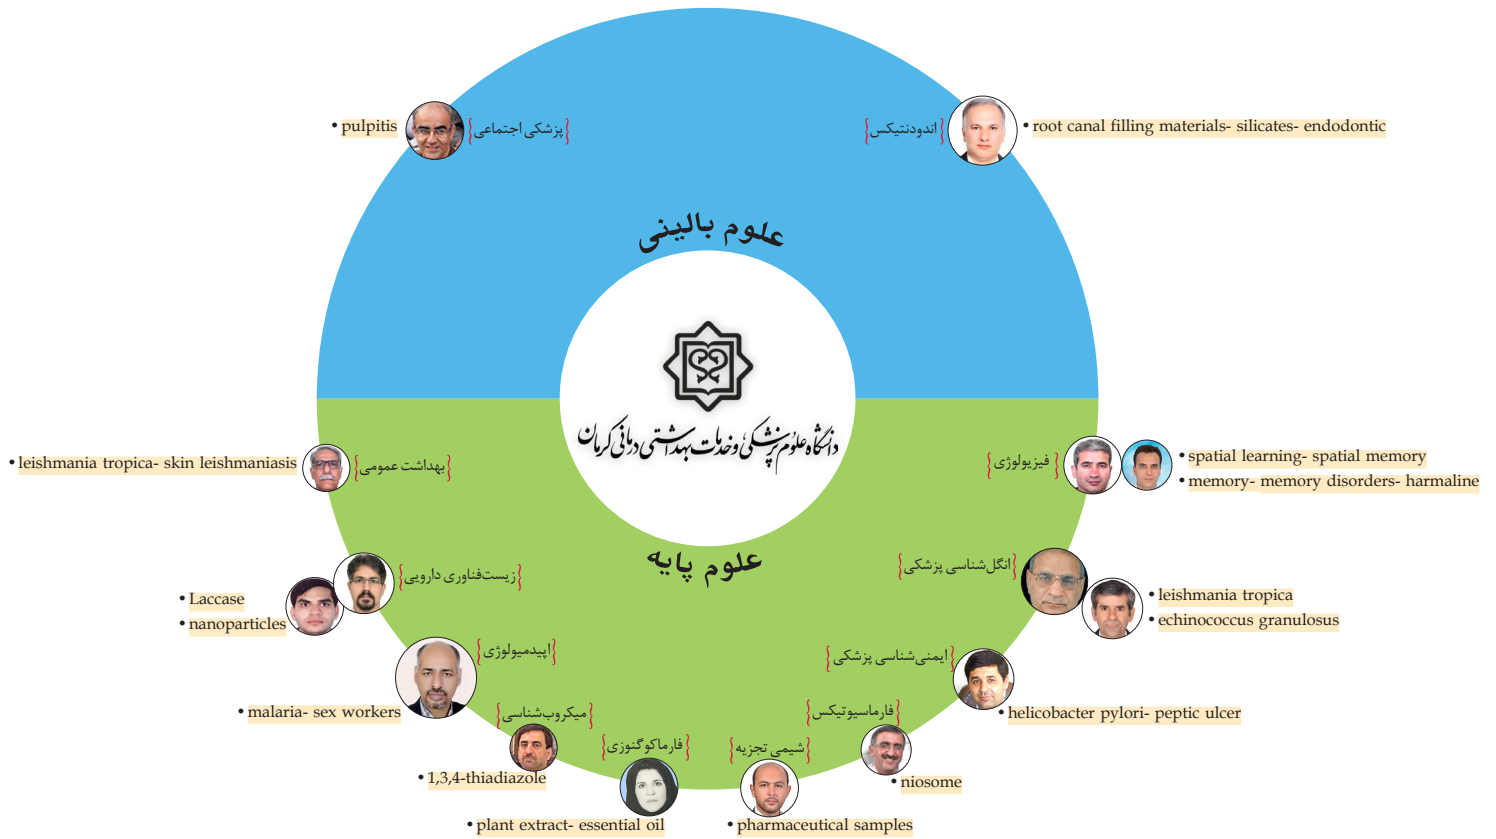 • pulpitis
{پزشکی اجتماعی}
{اندودنتیکس}
• root canal filling materials- silicates- endodontic
علوم بالینی
دانشگاه علوم پزشکی و خدمات بهداشتی درمانی کرمان
علوم پایه
• leishmania tropica- skin leishmaniasis
{بهداشت عمومی}
{فیزیولوژی}
• spatial learning- spatial memory
• memory- memory disorders- harmaline
• Laccase
• nanoparticles
{زیست‌فناوری دارویی}
{انگل‌شناسی پزشکی}
• leishmania tropica
• echinococcus granulosus
{اپیدمیولوژی}
• malaria- sex workers
{ایمنی‌شناسی پزشکی}
• helicobacter pylori- peptic ulcer
{میکروب‌شناسی}
• 1,3,4-thiadiazole
{فارماکوگنوزی}
• plant extract- essential oil
{شیمی تجزیه}
• pharmaceutical samples
{فارماسیوتیکس}
• niosome